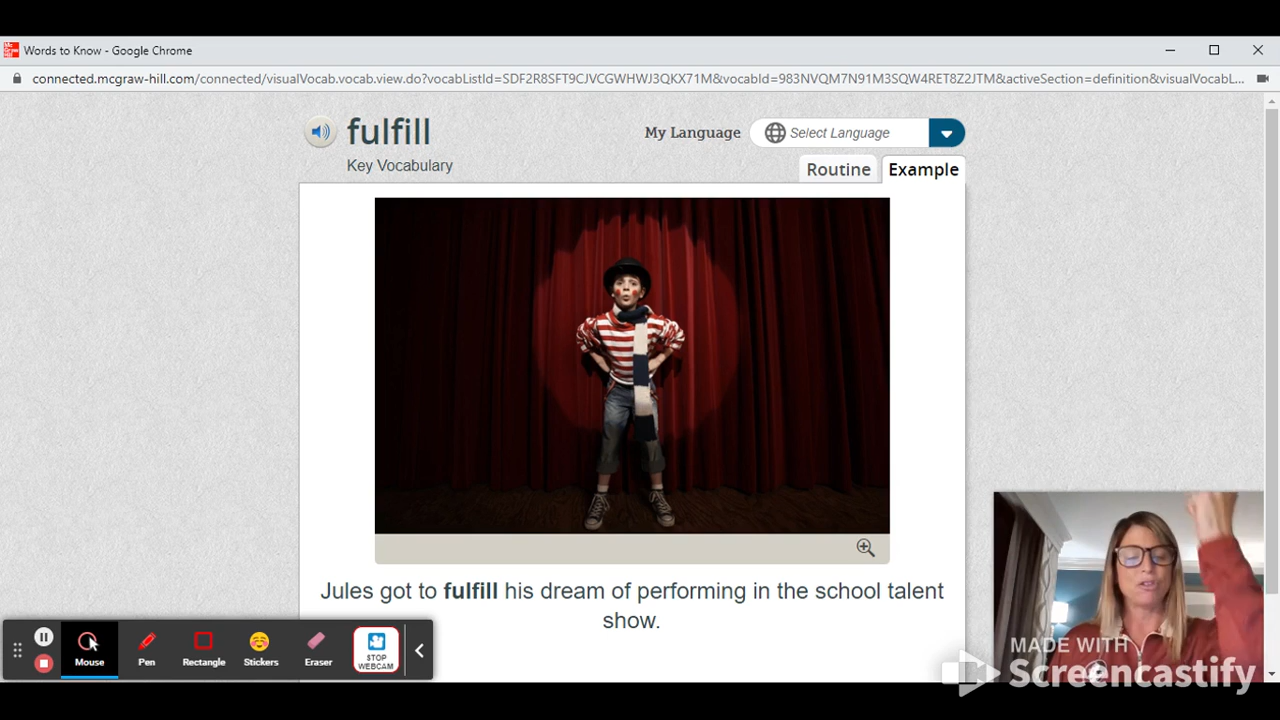 Words to Know - Google Chrome
connected.mcgraw-hill.com/connected/visualVocab.vocab.view.do?vocabListId=SDF2R8SFT9CJVCGWHWJ3QKX71M&vocabId=983NVQM7N91M3SQW4RET8Z2JTM&activeSection=definition&visualVocabL...
fulfill
My Language
Select Language
Key Vocabulary
Routine
Example
Jules got to fulfill his dream of performing in the school talent
show.
Mouse
Pen
Rectangle
Stickers
Eraser
STOP
WEBCAM
MADE WITH
Screencastify